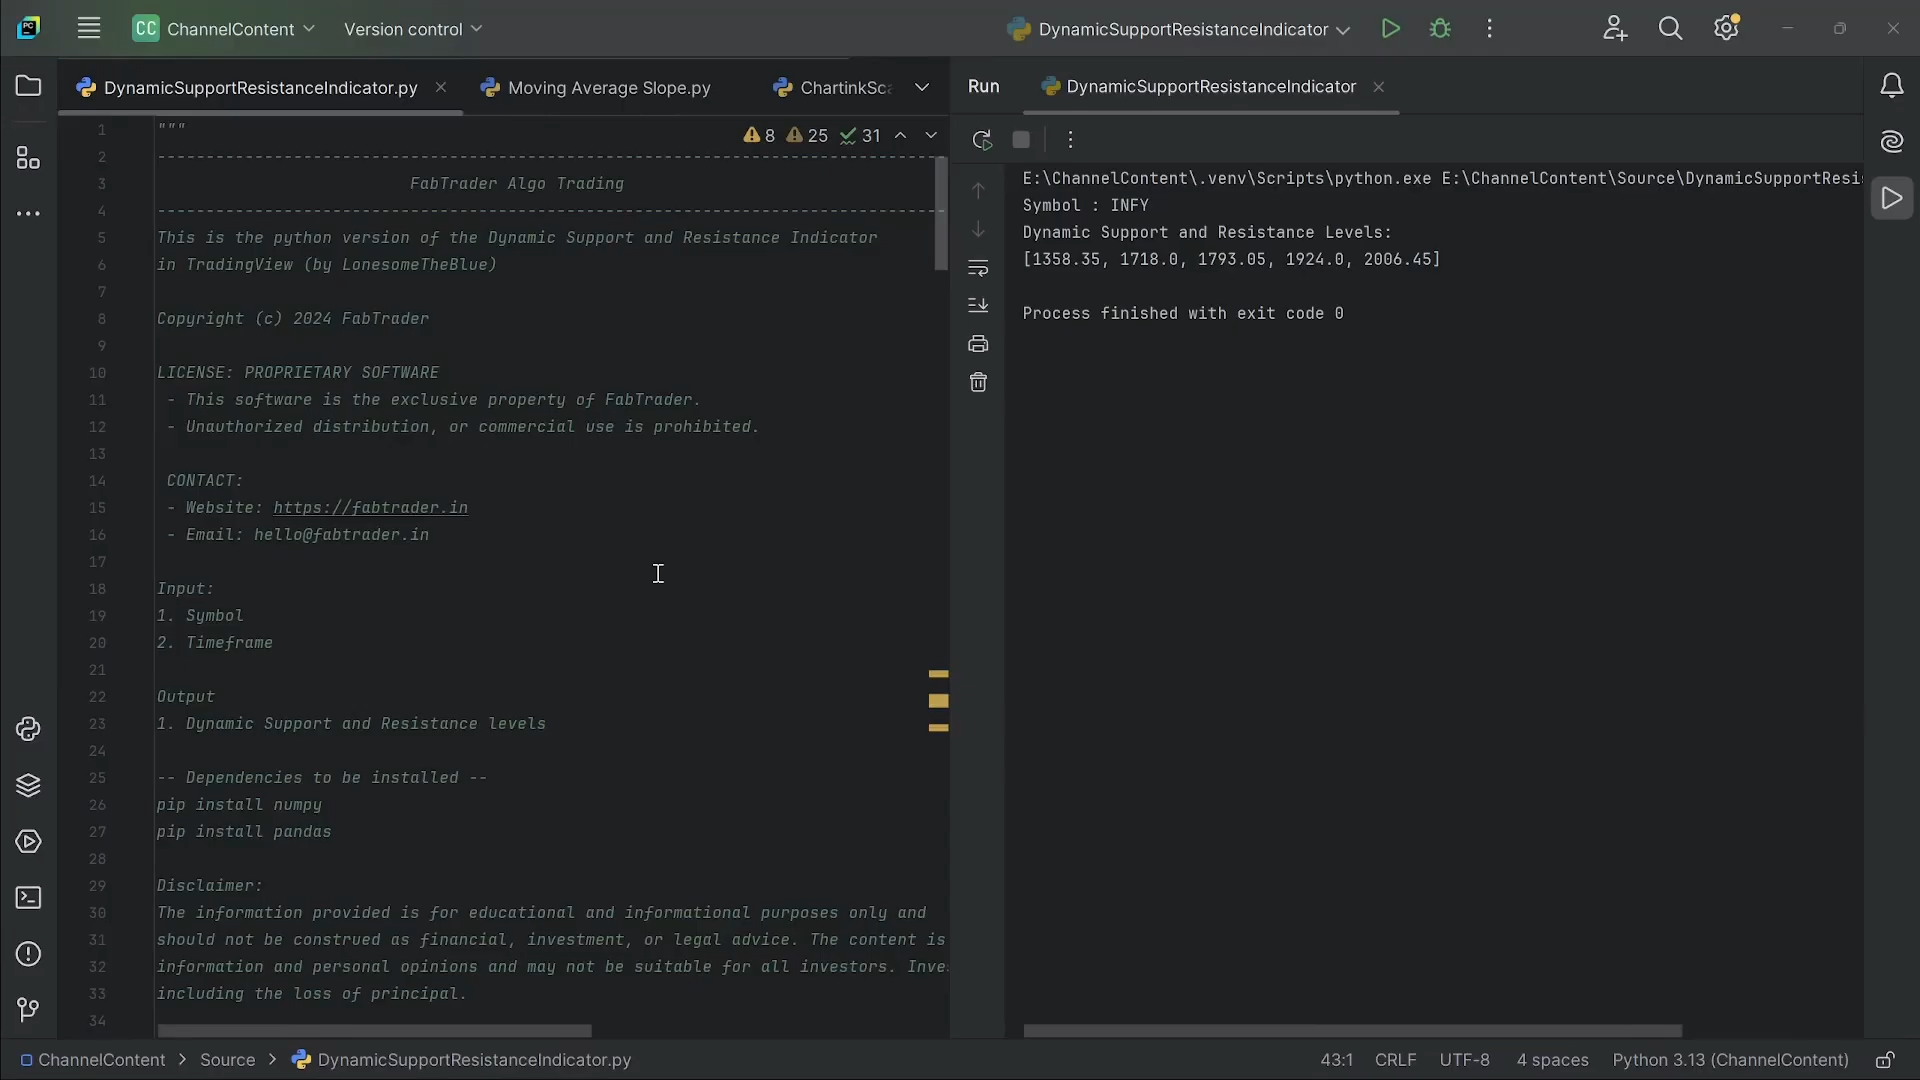 CC ChannelContent Version control DynamicSupportResistanceIndicator
DynamicSupportResistanceIndicator.py Moving Average Slope.py ChartinkSca
8 25 31
1 """
2 --------------------------------------------------------------------------------
3 FabTrader Algo Trading
4 --------------------------------------------------------------------------------
5 This is the python version of the Dynamic Support and Resistance Indicator
6 in TradingView (by LonesomeTheBlue)
7
8 Copyright (c) 2024 FabTrader
9
10 LICENSE: PROPRIETARY SOFTWARE
11 - This software is the exclusive property of FabTrader.
12 - Unauthorized distribution, or commercial use is prohibited.
13
14 CONTACT:
15 - Website: https://fabtrader.in
16 - Email: hello@fabtrader.in
17
18 Input:
19 1. Symbol
20 2. Timeframe
21
22 Output
23 1. Dynamic Support and Resistance levels
24
25 -- Dependencies to be installed --
26 pip install numpy
27 pip install pandas
28
29 Disclaimer:
30 The information provided is for educational and informational purposes only and
31 should not be construed as financial, investment, or legal advice. The content is
32 information and personal opinions and may not be suitable for all investors. Inve
33 including the loss of principal.
34
Run DynamicSupportResistanceIndicator
E:\ChannelContent\.venv\Scripts\python.exe E:\ChannelContent\Source\DynamicSupportResi
Symbol : INFY
Dynamic Support and Resistance Levels:
[1358.35, 1718.0, 1793.05, 1924.0, 2006.45]
Process finished with exit code 0
ChannelContent > Source > DynamicSupportResistanceIndicator.py 43:1 CRLF UTF-8 4 spaces Python 3.13 (ChannelContent)